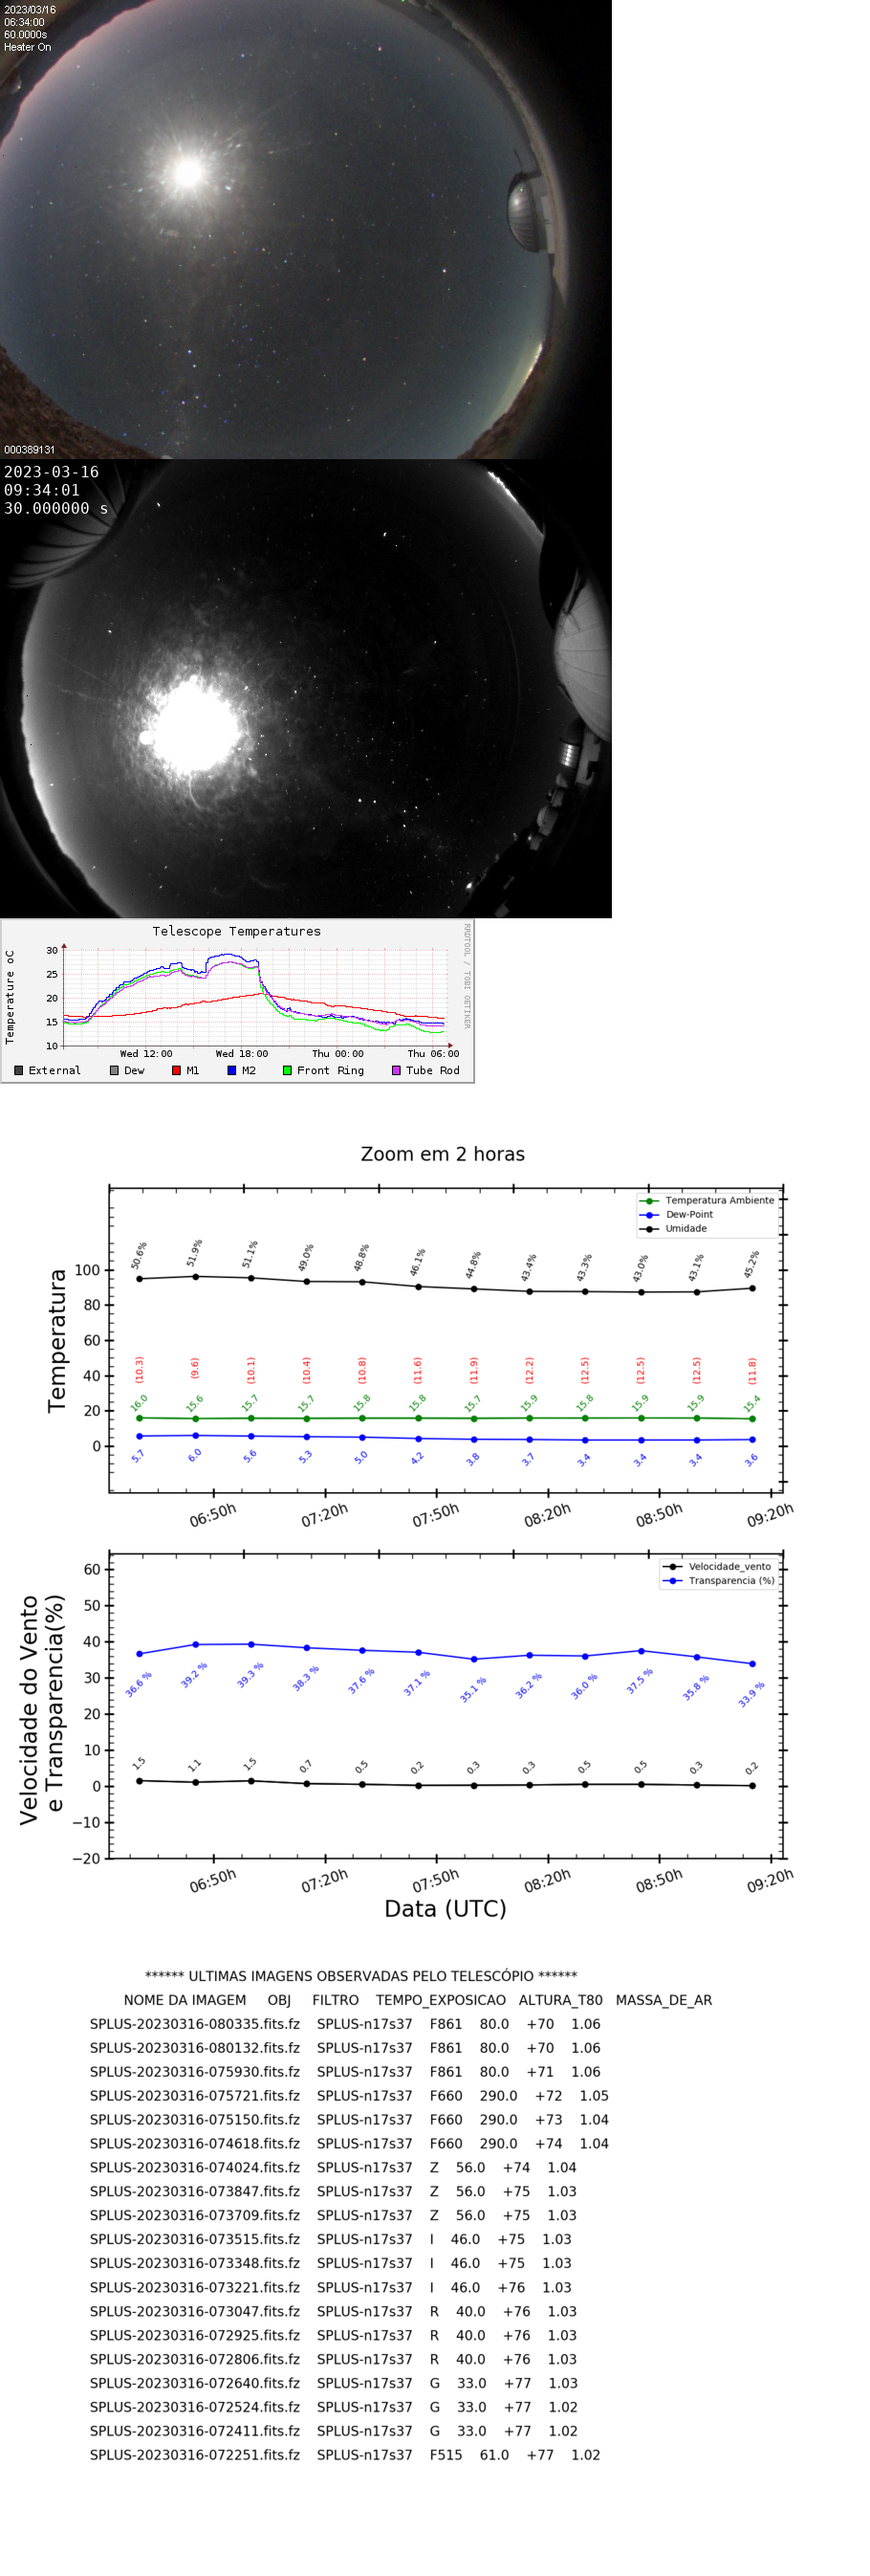 2023/03/16
06:34:00
60.0000s
Heater On
000389131
2023-03-16
09:34:01
30.000000 s
Telescope Temperatures
RRDTOOL / TOBI OETIKER
Temperature oC
30
25
20
15
10
Wed 12:00 Wed 18:00 Thu 00:00 Thu 06:00
External Dew M1 M2 Front Ring Tube Rod
Zoom em 2 horas
Temperatura Ambiente
Dew-Point
Umidade
Temperatura
100
80
60
40
20
0
50.6% 51.9% 51.1% 49.0% 48.8% 46.1% 44.8% 43.4% 43.3% 43.0% 43.1% 45.2%
(10.3) (9.6) (10.1) (10.4) (10.8) (11.6) (11.9) (12.2) (12.5) (12.5) (12.5) (11.8)
16.0 15.6 15.7 15.7 15.8 15.8 15.7 15.9 15.8 15.9 15.9 15.4
5.7 6.0 5.6 5.3 5.0 4.2 3.8 3.7 3.4 3.4 3.4 3.6
06:50h 07:20h 07:50h 08:20h 08:50h 09:20h
Velocidade_vento
Transparencia (%)
Velocidade do Vento
e Transparencia(%)
60
50
40
30
20
10
0
−10
−20
36.6 % 39.2 % 39.3 % 38.3 % 37.6 % 37.1 % 35.1 % 36.2 % 36.0 % 37.5 % 35.8 % 33.9 %
1.5 1.1 1.5 0.7 0.5 0.2 0.3 0.3 0.5 0.5 0.3 0.2
06:50h 07:20h 07:50h 08:20h 08:50h 09:20h
Data (UTC)
****** ULTIMAS IMAGENS OBSERVADAS PELO TELESCÓPIO ******
NOME DA IMAGEM OBJ FILTRO TEMPO_EXPOSICAO ALTURA_T80 MASSA_DE_AR
SPLUS-20230316-080335.fits.fz SPLUS-n17s37 F861 80.0 +70 1.06
SPLUS-20230316-080132.fits.fz SPLUS-n17s37 F861 80.0 +70 1.06
SPLUS-20230316-075930.fits.fz SPLUS-n17s37 F861 80.0 +71 1.06
SPLUS-20230316-075721.fits.fz SPLUS-n17s37 F660 290.0 +72 1.05
SPLUS-20230316-075150.fits.fz SPLUS-n17s37 F660 290.0 +73 1.04
SPLUS-20230316-074618.fits.fz SPLUS-n17s37 F660 290.0 +74 1.04
SPLUS-20230316-074024.fits.fz SPLUS-n17s37 Z 56.0 +74 1.04
SPLUS-20230316-073847.fits.fz SPLUS-n17s37 Z 56.0 +75 1.03
SPLUS-20230316-073709.fits.fz SPLUS-n17s37 Z 56.0 +75 1.03
SPLUS-20230316-073515.fits.fz SPLUS-n17s37 I 46.0 +75 1.03
SPLUS-20230316-073348.fits.fz SPLUS-n17s37 I 46.0 +75 1.03
SPLUS-20230316-073221.fits.fz SPLUS-n17s37 I 46.0 +76 1.03
SPLUS-20230316-073047.fits.fz SPLUS-n17s37 R 40.0 +76 1.03
SPLUS-20230316-072925.fits.fz SPLUS-n17s37 R 40.0 +76 1.03
SPLUS-20230316-072806.fits.fz SPLUS-n17s37 R 40.0 +76 1.03
SPLUS-20230316-072640.fits.fz SPLUS-n17s37 G 33.0 +77 1.03
SPLUS-20230316-072524.fits.fz SPLUS-n17s37 G 33.0 +77 1.02
SPLUS-20230316-072411.fits.fz SPLUS-n17s37 G 33.0 +77 1.02
SPLUS-20230316-072251.fits.fz SPLUS-n17s37 F515 61.0 +77 1.02